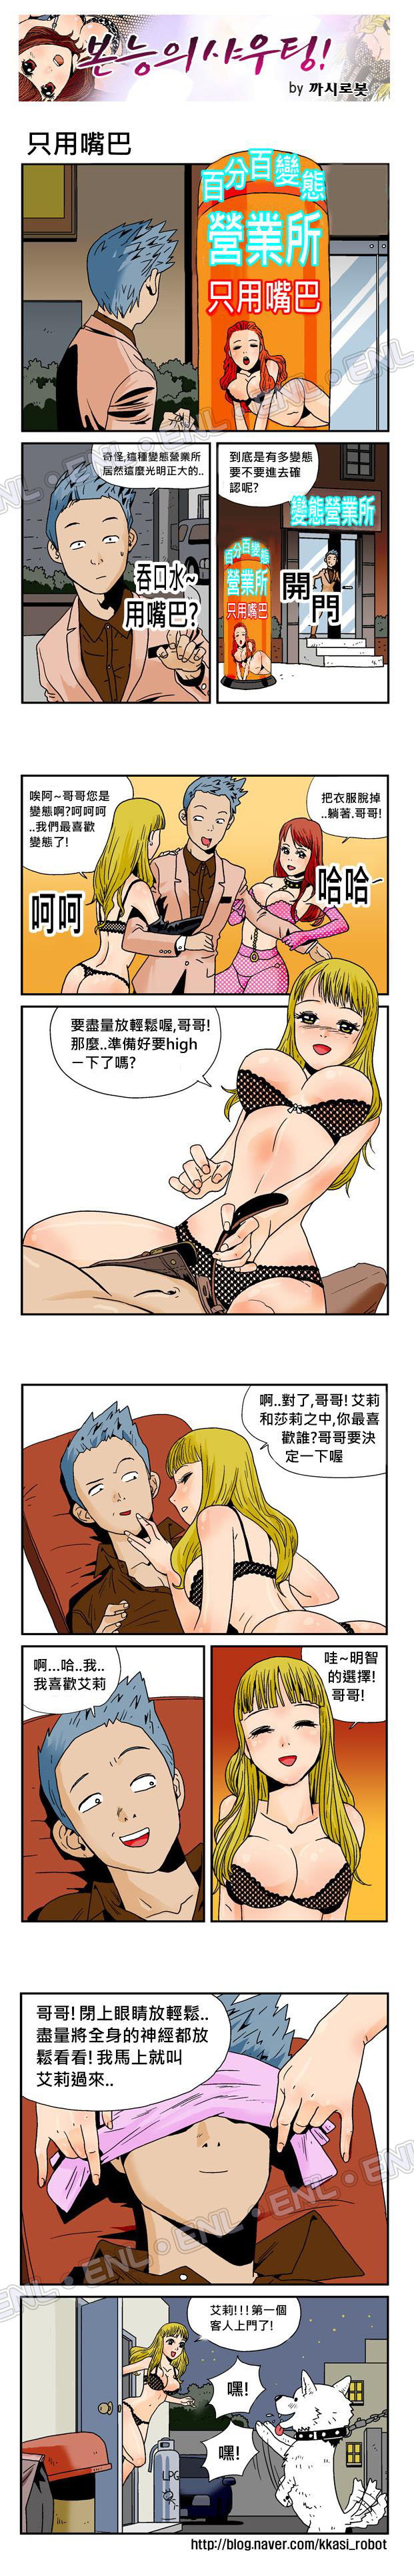 본능의샤우팅!
by 까시로봇
只用嘴巴
百分百變態
營業所
只用嘴巴
奇怪,這種變態營業所
居然這麼光明正大的..
吞口水~
用嘴巴?
到底是有多變態
要不要進去確
認呢?
變態營業所
百分百變態
營業所
只用嘴巴
開
門
唉阿~哥哥您是
變態啊?呵呵呵
..我們最喜歡
變態了!
呵呵
把衣服脫掉
..躺著.哥哥!
哈哈~
要盡量放輕鬆喔,哥哥!
那麼..準備好要high
一下了嗎?
啊..對了,哥哥! 艾莉
和莎莉之中,你最喜
歡誰?哥哥要決
定一下喔
啊...哈..我..
我喜歡艾莉
哇~明智
的選擇!
哥哥!
哥哥! 閉上眼睛放輕鬆..
盡量將全身的神經都放
鬆看看! 我馬上就叫
艾莉過來..
艾莉!!! 第一個
客人上門了!
嘿!
嘿!
LPG
http://blog.naver.com/kkasi_robot
ENL
ENL
ENL
ENL
ENL
ENL
ENL
ENL